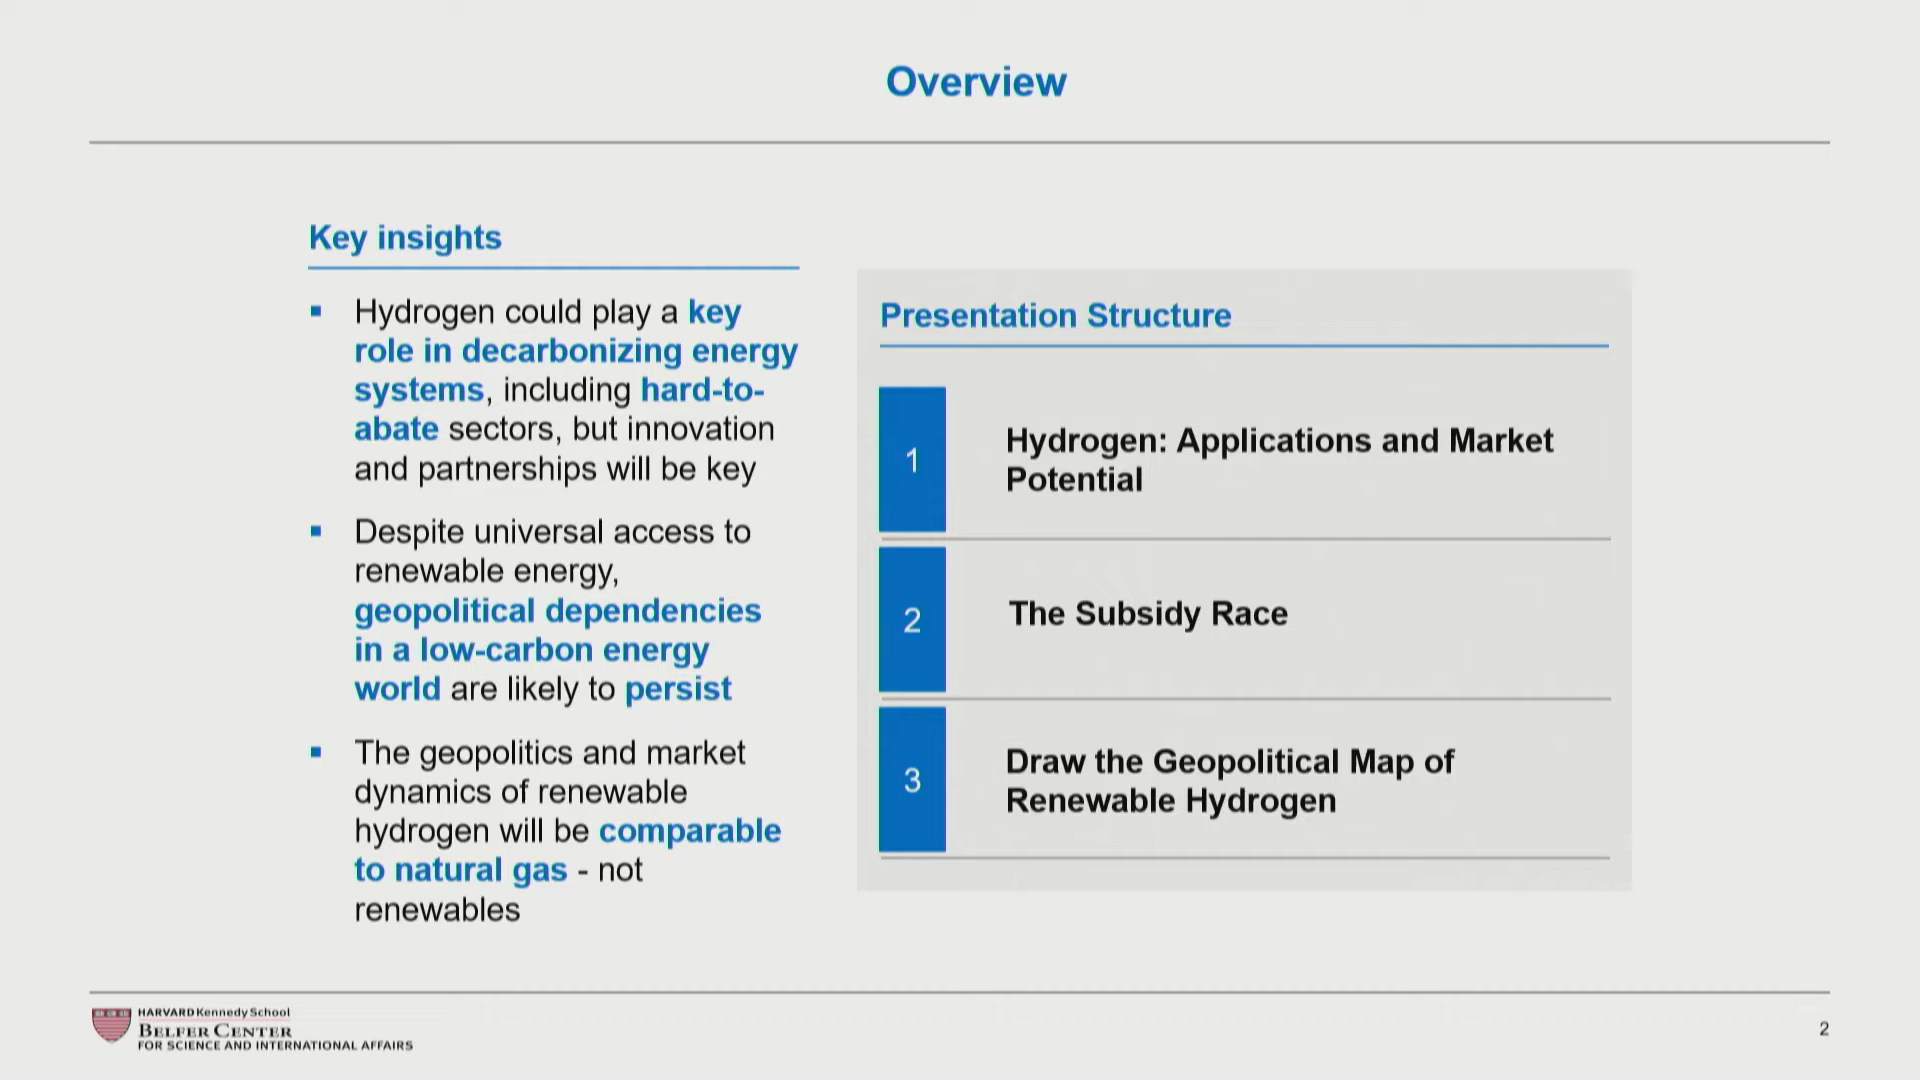 Overview
Key insights
▪ Hydrogen could play a key
role in decarbonizing energy
systems, including hard-to-
abate sectors, but innovation
and partnerships will be key
▪ Despite universal access to
renewable energy,
geopolitical dependencies
in a low-carbon energy
world are likely to persist
▪ The geopolitics and market
dynamics of renewable
hydrogen will be comparable
to natural gas - not
renewables
Presentation Structure
1
Hydrogen: Applications and Market
Potential
2
The Subsidy Race
3
Draw the Geopolitical Map of
Renewable Hydrogen
HARVARD Kennedy School
BELFER CENTER
FOR SCIENCE AND INTERNATIONAL AFFAIRS
2